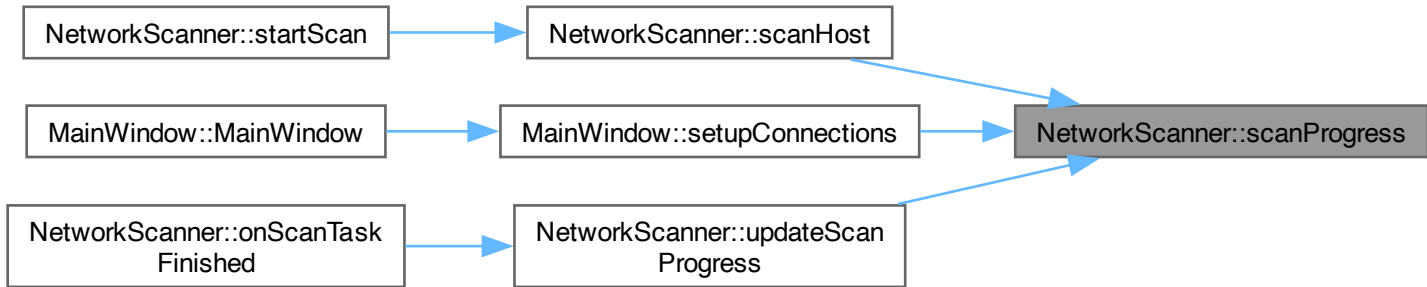 NetworkScanner::startScan
NetworkScanner::scanHost
MainWindow::MainWindow
MainWindow::setupConnections
NetworkScanner::scanProgress
NetworkScanner::onScanTask
Finished
NetworkScanner::updateScan
Progress